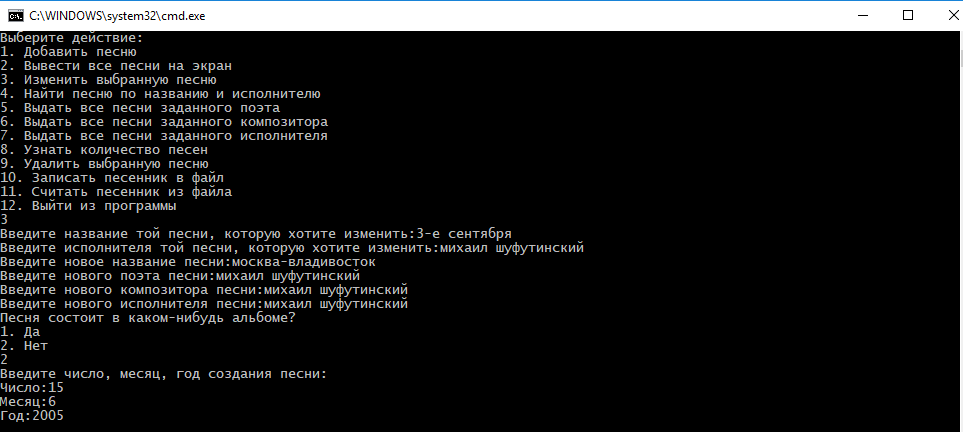 C:\WINDOWS\system32\cmd.exe
Выберите действие:
1. Добавить песню
2. Вывести все песни на экран
3. Изменить выбранную песню
4. Найти песню по названию и исполнителю
5. Выдать все песни заданного поэта
6. Выдать все песни заданного композитора
7. Выдать все песни заданного исполнителя
8. Узнать количество песен
9. Удалить выбранную песню
10. Записать песенник в файл
11. Считать песенник из файла
12. Выйти из программы
3
Введите название той песни, которую хотите изменить:3-е сентября
Введите исполнителя той песни, которую хотите изменить:михаил шуфутинский
Введите новое название песни:москва-владивосток
Введите нового поэта песни:михаил шуфутинский
Введите нового композитора песни:михаил шуфутинский
Введите нового исполнителя песни:михаил шуфутинский
Песня состоит в каком-нибудь альбоме?
1. Да
2. Нет
2
Введите число, месяц, год создания песни:
Число:15
Месяц:6
Год:2005